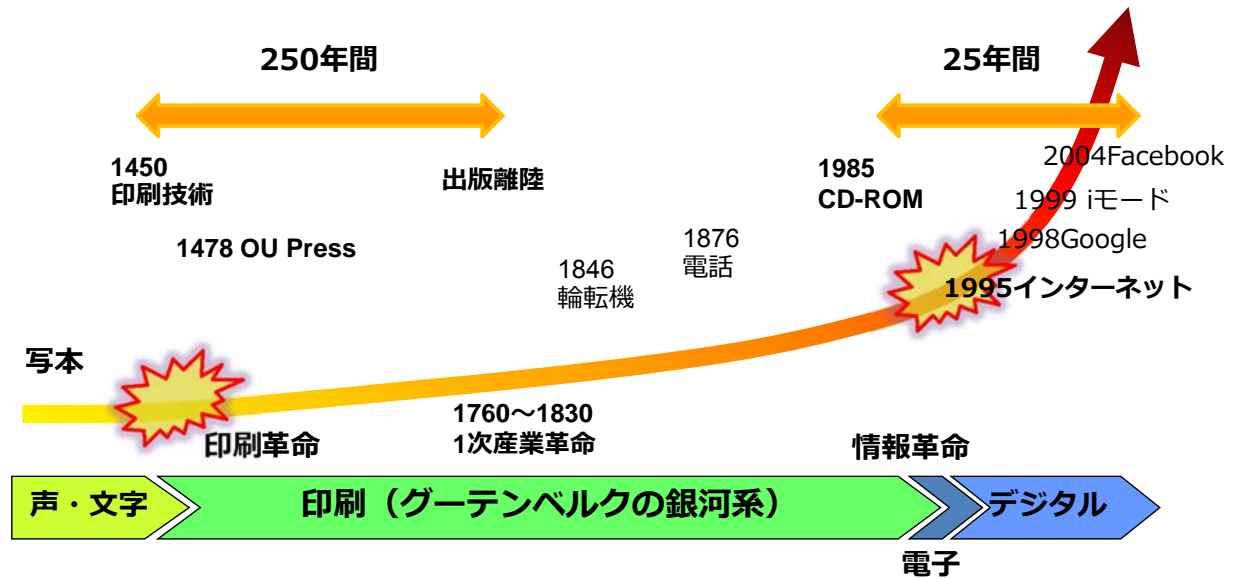 250年間
25年間
1450
印刷技術
出版離陸
1985
CD-ROM
2004Facebook
1999 iモード
1998Google
1478 OU Press
1876
電話
1846
輪転機
1995インターネット
写本
印刷革命
1760～1830
1次産業革命
情報革命
声・文字
印刷（グーテンベルクの銀河系）
デジタル
電子